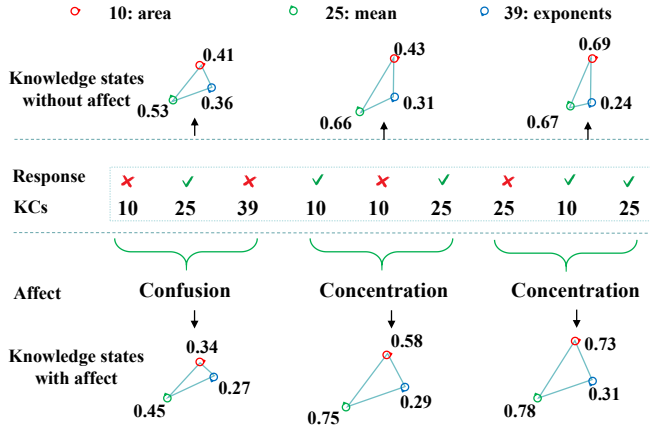 10: area 25: mean 39: exponents
Knowledge states without affect
0.41 0.53 0.36
0.43 0.66 0.31
0.69 0.67 0.24
Response
KCs 10 25 39 10 10 25 25 10 25
Affect Confusion Concentration Concentration
Knowledge states with affect
0.34 0.45 0.27
0.58 0.75 0.29
0.73 0.78 0.31